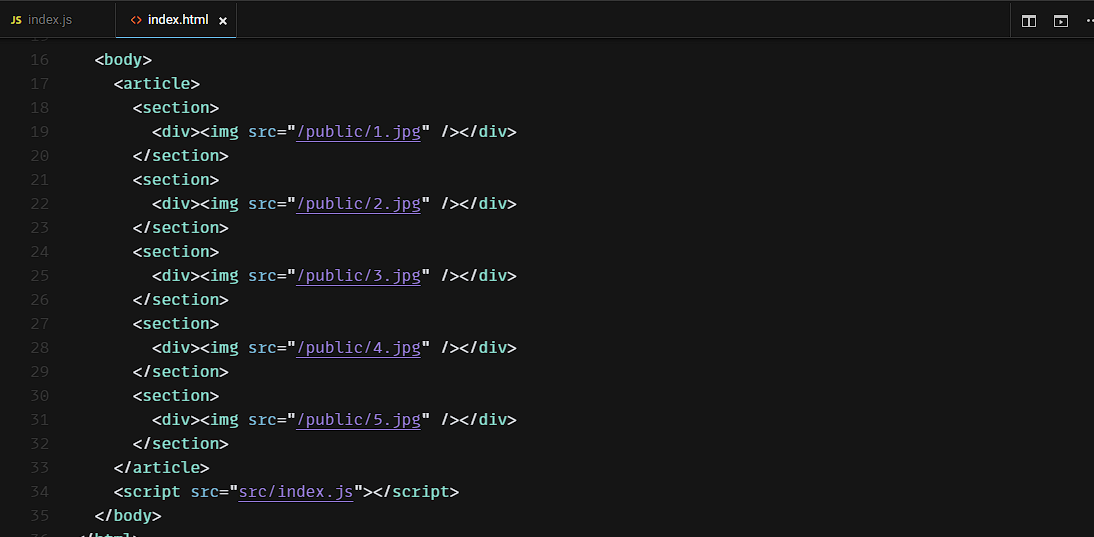 JS index.js <> index.html ×
16 <body>
17 <article>
18 <section>
19 <div><img src="/public/1.jpg" /></div>
20 </section>
21 <section>
22 <div><img src="/public/2.jpg" /></div>
23 </section>
24 <section>
25 <div><img src="/public/3.jpg" /></div>
26 </section>
27 <section>
28 <div><img src="/public/4.jpg" /></div>
29 </section>
30 <section>
31 <div><img src="/public/5.jpg" /></div>
32 </section>
33 </article>
34 <script src="src/index.js"></script>
35 </body>
36 </html>